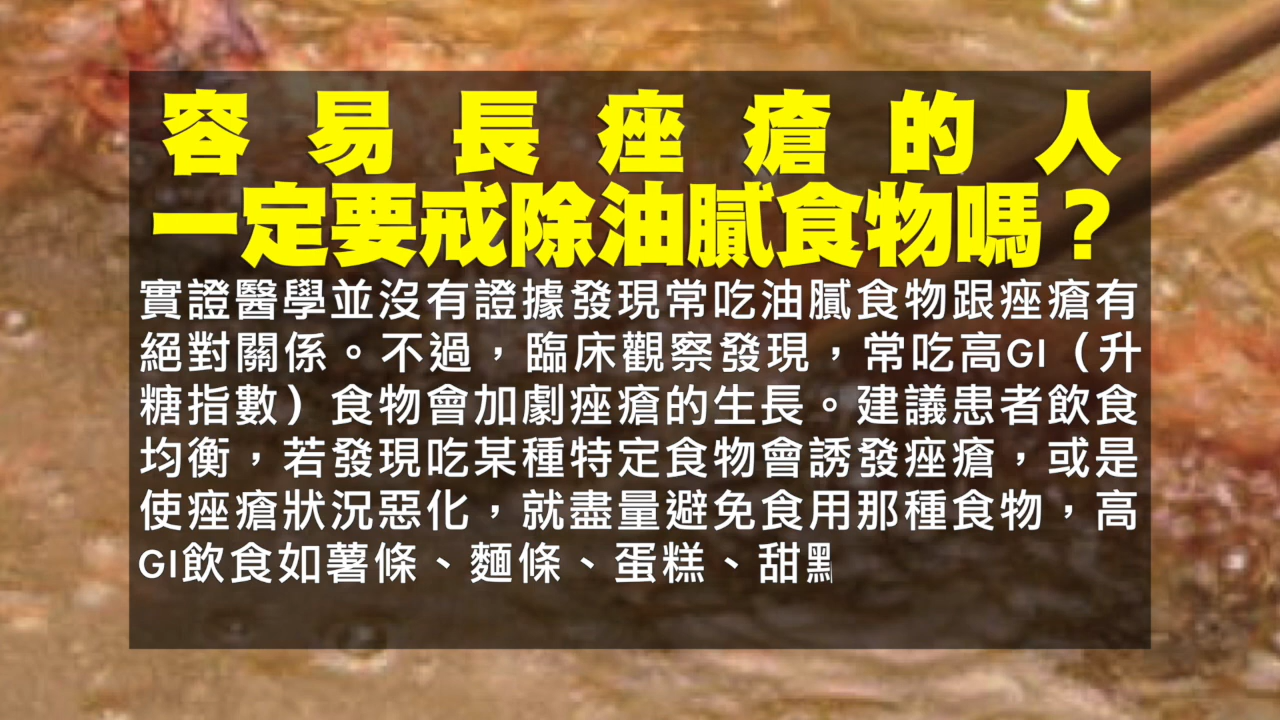 容易長痤瘡的人
一定要戒除油膩食物嗎？
實證醫學並沒有證據發現常吃油膩食物跟痤瘡有
絕對關係。不過，臨床觀察發現，常吃高GI（升
糖指數）食物會加劇痤瘡的生長。建議患者飲食
均衡，若發現吃某種特定食物會誘發痤瘡，或是
使痤瘡狀況惡化，就盡量避免食用那種食物，高
GI飲食如薯條、麵條、蛋糕、甜